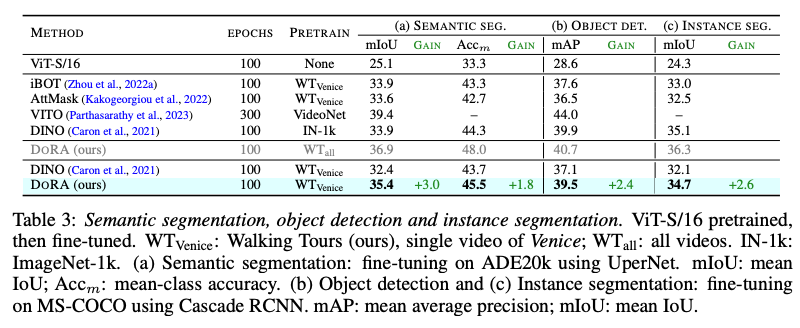 (a) SEMANTIC SEG. (b) OBJECT DET. (c) INSTANCE SEG.
METHOD EPOCHS PRETRAIN mIoU GAIN Acc_m GAIN mAP GAIN mIoU GAIN
ViT-S/16 100 None 25.1 33.3 28.6 24.3
iBOT (Zhou et al., 2022a) 100 WT_Venice 33.9 43.3 37.6 33.0
AttMask (Kakogeorgiou et al., 2022) 100 WT_Venice 33.6 42.7 36.5 32.5
VITO (Parthasarathy et al., 2023) 300 VideoNet 39.4 – 44.0 –
DINO (Caron et al., 2021) 100 IN-1k 33.9 44.3 39.9 35.1
DORA (ours) 100 WT_all 36.9 48.0 40.7 36.3
DINO (Caron et al., 2021) 100 WT_Venice 32.4 43.7 37.1 32.1
DORA (ours) 100 WT_Venice 35.4 +3.0 45.5 +1.8 39.5 +2.4 34.7 +2.6
Table 3: Semantic segmentation, object detection and instance segmentation. ViT-S/16 pretrained,
then fine-tuned. WT_Venice: Walking Tours (ours), single video of Venice; WT_all: all videos. IN-1k:
ImageNet-1k. (a) Semantic segmentation: fine-tuning on ADE20k using UperNet. mIoU: mean
IoU; Acc_m: mean-class accuracy. (b) Object detection and (c) Instance segmentation: fine-tuning
on MS-COCO using Cascade RCNN. mAP: mean average precision; mIoU: mean IoU.